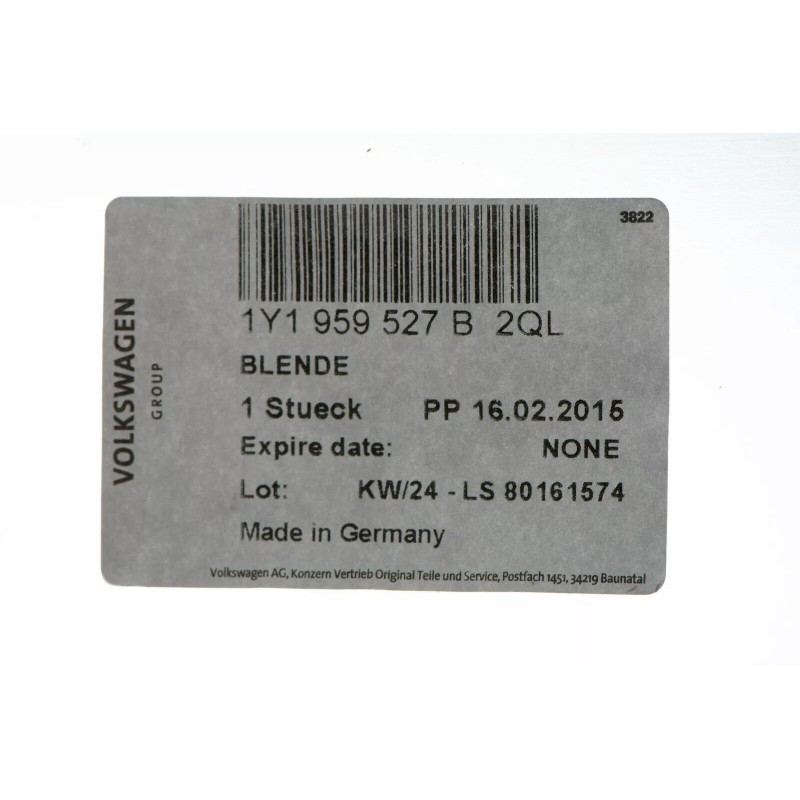 3822
1Y1 959 527 B 2QL
BLENDE
1 Stueck PP 16.02.2015
Expire date: NONE
Lot: KW/24 - LS 80161574
Made in Germany
Volkswagen AG, Konzern Vertrieb Original Teile und Service, Postfach 1451, 34219 Baunatal
VOLKSWAGEN
GROUP